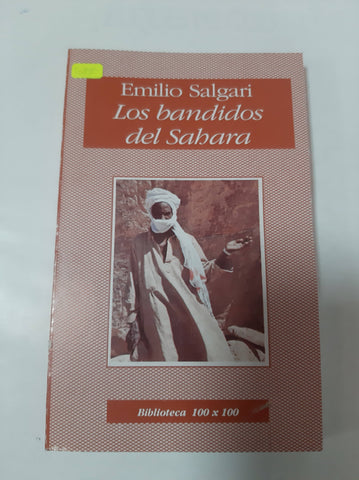 Emilio Salgari
Los bandidos
del Sahara
Biblioteca 100 x 100